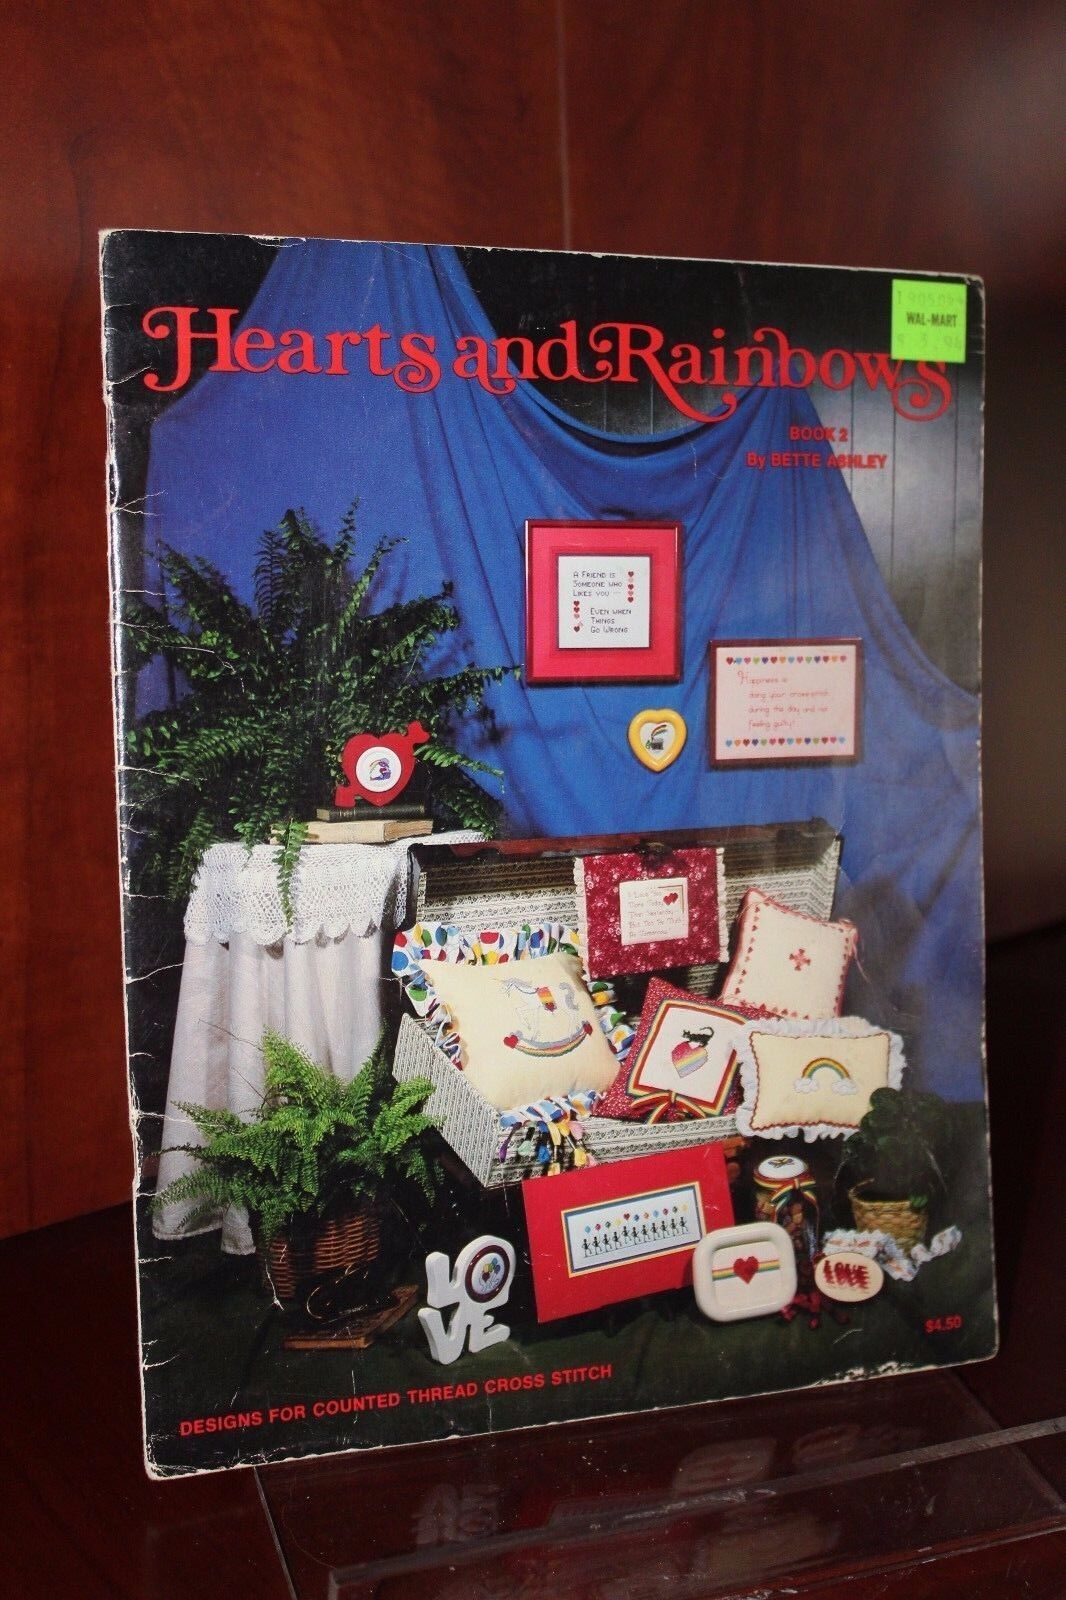 Hearts and Rainbows
WAL-MART
BOOK 2
By BETTE ASHLEY
A FRIEND IS
SOMEONE WHO
LIKES YOU —
EVEN WHEN
THINGS
GO WRONG
Happiness is
doing your cross-stitch
during the day and not
feeling guilty!
Than Yesterday
LOVE
LOVE
$4.50
DESIGNS FOR COUNTED THREAD CROSS STITCH